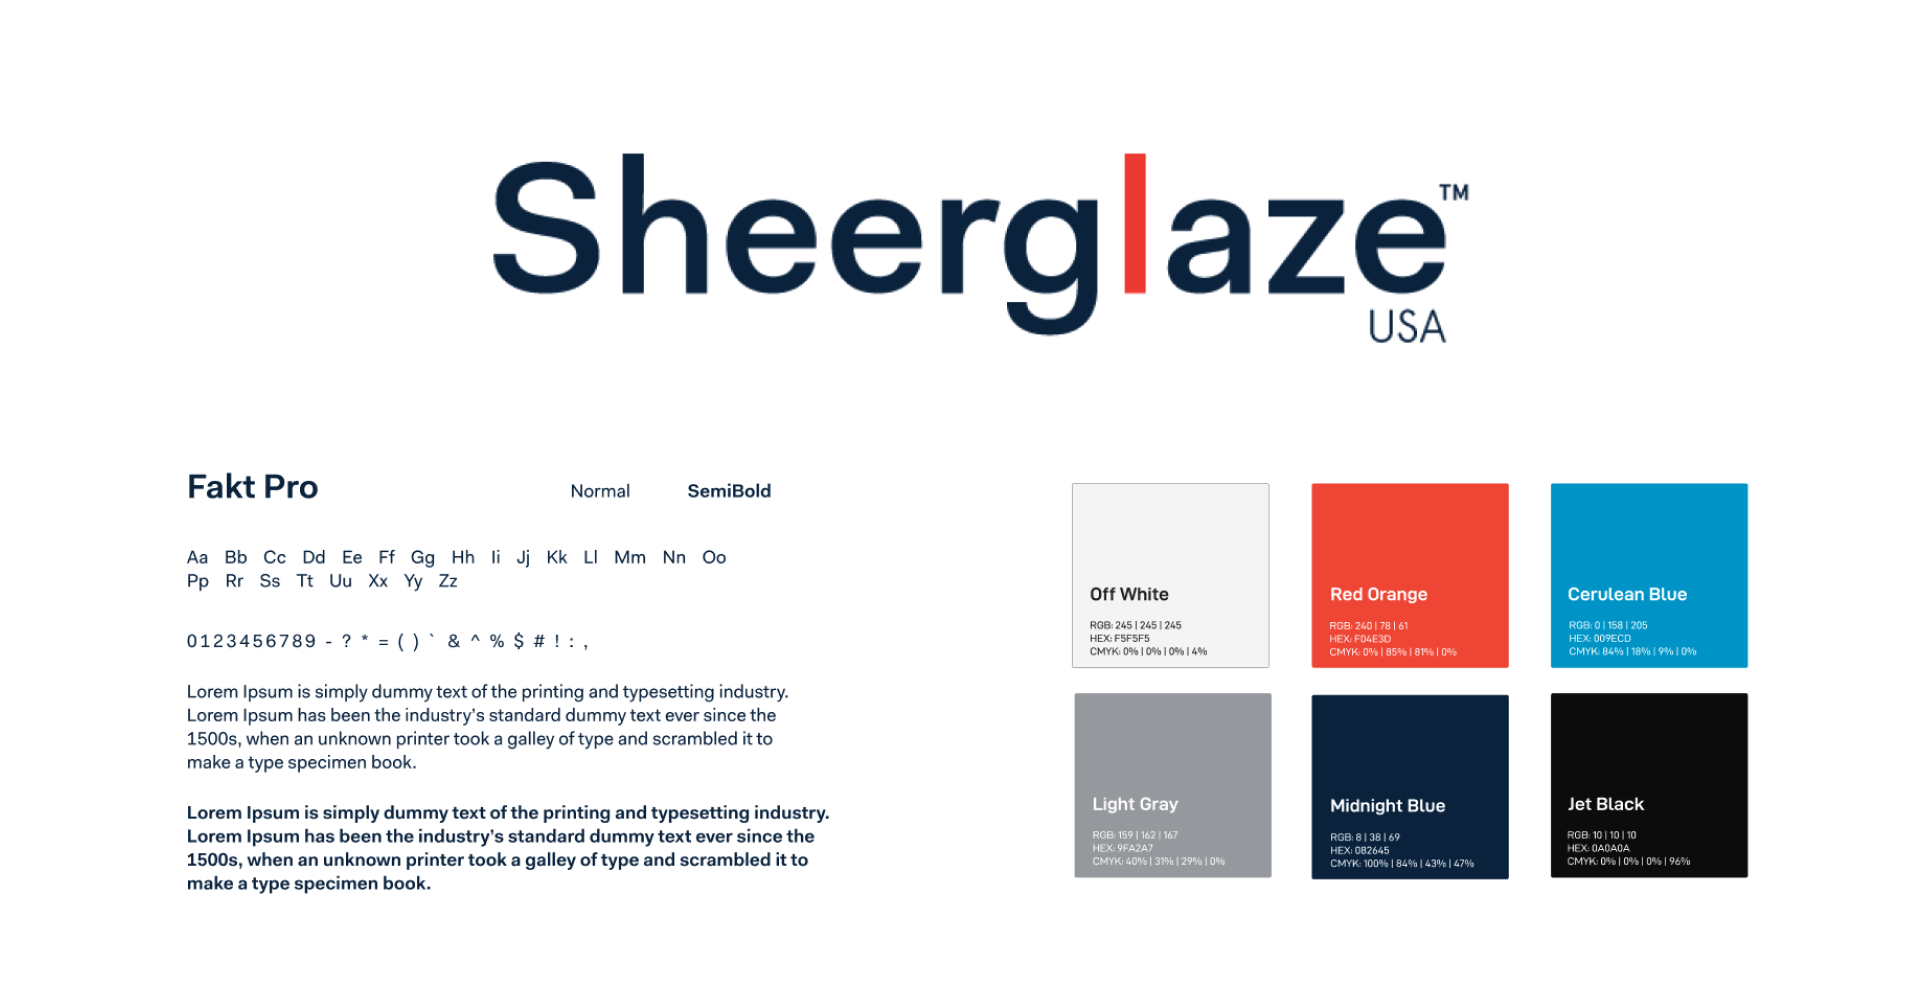 Sheerglaze™
USA
Fakt Pro
Normal
SemiBold
Aa Bb Cc Dd Ee Ff Gg Hh Ii Jj Kk Ll Mm Nn Oo
Pp Rr Ss Tt Uu Xx Yy Zz
0123456789 - ? * = ( ) ` & ^ % $ # ! : ,
Lorem Ipsum is simply dummy text of the printing and typesetting industry.
Lorem Ipsum has been the industry’s standard dummy text ever since the
1500s, when an unknown printer took a galley of type and scrambled it to
make a type specimen book.
Lorem Ipsum is simply dummy text of the printing and typesetting industry.
Lorem Ipsum has been the industry’s standard dummy text ever since the
1500s, when an unknown printer took a galley of type and scrambled it to
make a type specimen book.
Off White
RGB: 245 | 245 | 245
HEX: F5F5F5
CMYK: 0% | 0% | 0% | 4%
Red Orange
RGB: 240 | 78 | 61
HEX: F04E3D
CMYK: 0% | 85% | 81% | 0%
Cerulean Blue
RGB: 0 | 158 | 205
HEX: 009ECD
CMYK: 84% | 18% | 9% | 0%
Light Gray
RGB: 159 | 162 | 167
HEX: 9FA2A7
CMYK: 40% | 31% | 29% | 0%
Midnight Blue
RGB: 8 | 38 | 69
HEX: 082645
CMYK: 100% | 84% | 43% | 47%
Jet Black
RGB: 10 | 10 | 10
HEX: 0A0A0A
CMYK: 0% | 0% | 0% | 96%